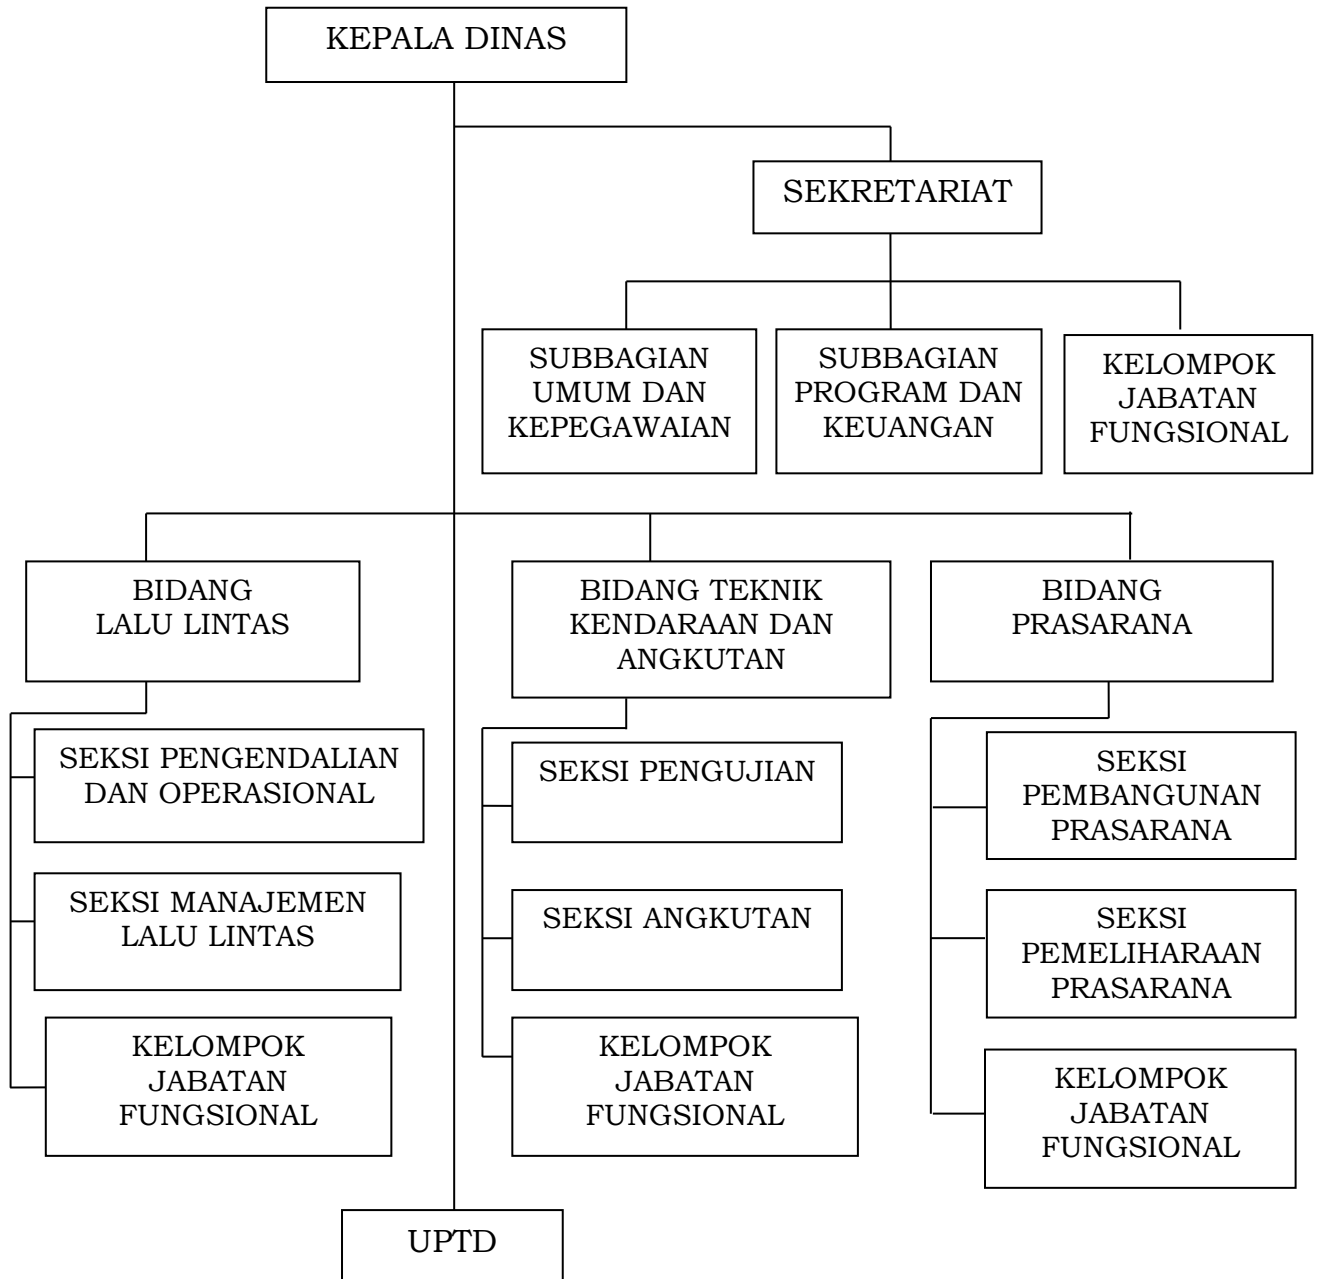 KEPALA DINAS
SEKRETARIAT
SUBBAGIAN
UMUM DAN
KEPEGAWAIAN
SUBBAGIAN
PROGRAM DAN
KEUANGAN
KELOMPOK
JABATAN
FUNGSIONAL
BIDANG
LALU LINTAS
BIDANG TEKNIK
KENDARAAN DAN
ANGKUTAN
BIDANG
PRASARANA
SEKSI PENGENDALIAN
DAN OPERASIONAL
SEKSI MANAJEMEN
LALU LINTAS
KELOMPOK
JABATAN
FUNGSIONAL
SEKSI PENGUJIAN
SEKSI ANGKUTAN
KELOMPOK
JABATAN
FUNGSIONAL
SEKSI
PEMBANGUNAN
PRASARANA
SEKSI
PEMELIHARAAN
PRASARANA
KELOMPOK
JABATAN
FUNGSIONAL
UPTD